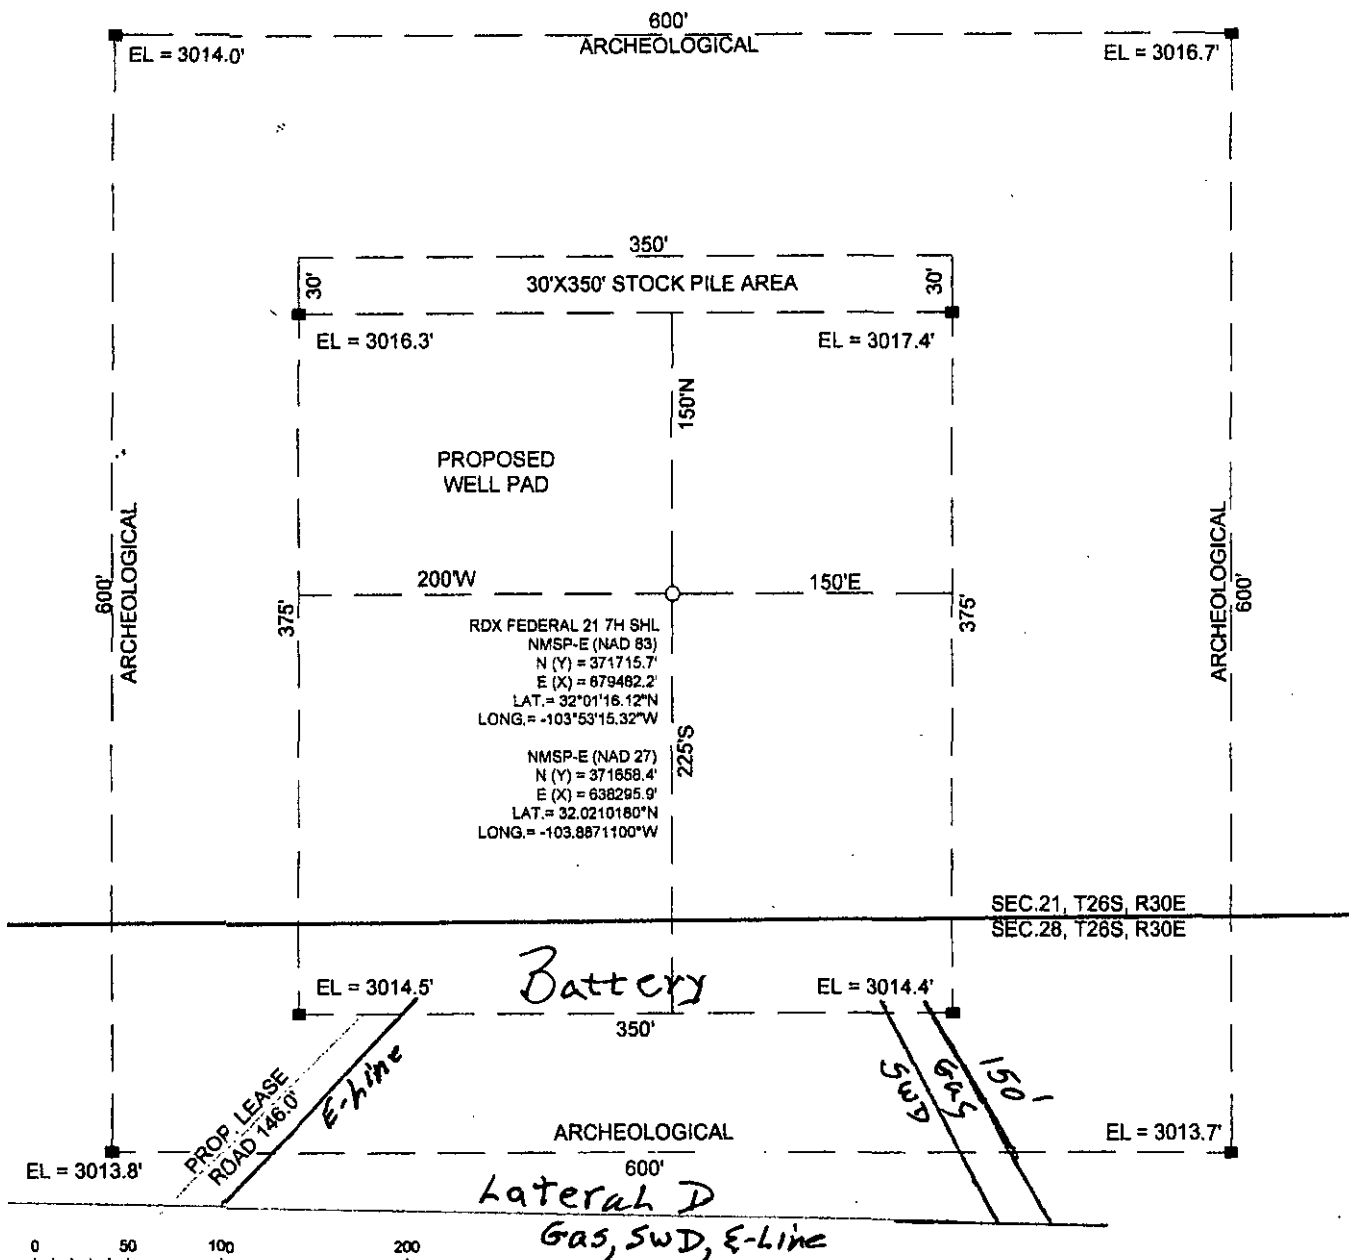 600'
ARCHEOLOGICAL
EL = 3014.0'
EL = 3016.7'
350'
30'
30'X350' STOCK PILE AREA
30'
EL = 3016.3'
EL = 3017.4'
150'N
PROPOSED
WELL PAD
600'
ARCHEOLOGICAL
375'
200'W
150'E
375'
ARCHEOLOGICAL
600'
RDX FEDERAL 21 7H SHL
NMSP-E (NAD 83)
N (Y) = 371715.7'
E (X) = 679482.2'
LAT.= 32°01'16.12"N
LONG.= -103°53'15.32"W
225'S
NMSP-E (NAD 27)
N (Y) = 371658.4'
E (X) = 638295.9'
LAT.= 32.0210180°N
LONG.= -103.8871100°W
SEC.21, T26S, R30E
SEC.28, T26S, R30E
Battery
EL = 3014.5'
EL = 3014.4'
350'
PROP. LEASE
ROAD 146.0'
E-Line
SWD
Gas
150'
ARCHEOLOGICAL
600'
EL = 3013.8'
EL = 3013.7'
Lateral D
Gas, SWD, E-Line
0 50 100 200